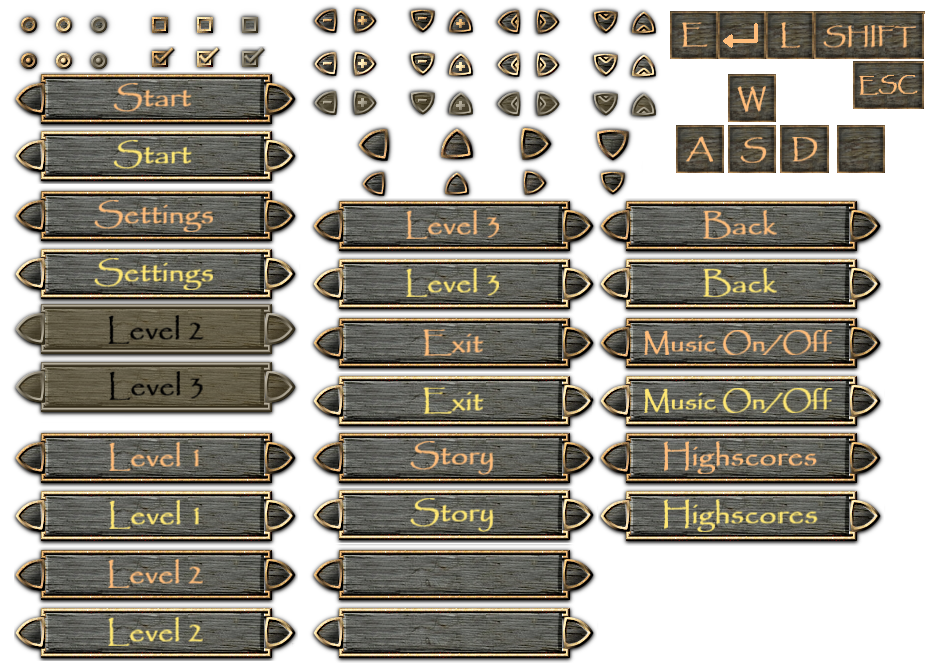 Start
Start
Settings
Settings
Level 2
Level 3
Level 1
Level 1
Level 2
Level 2
Level 3
Level 3
Exit
Exit
Story
Story
E L SHIFT
ESC
W
A S D
Back
Back
Music On/Off
Music On/Off
Highscores
Highscores